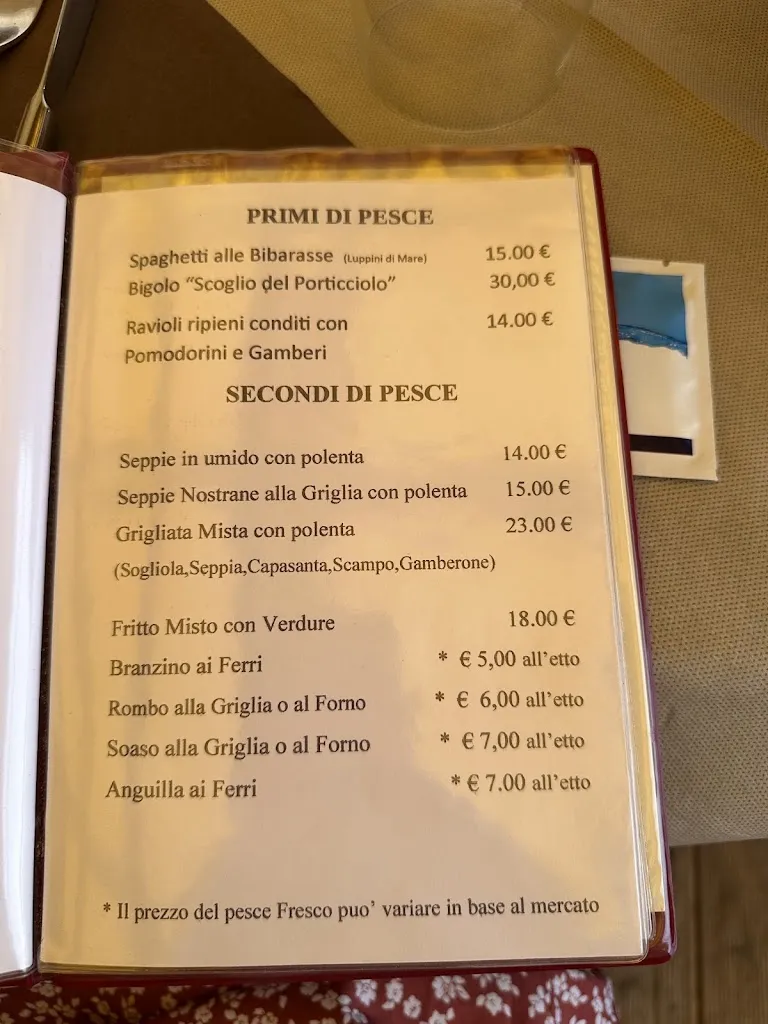 PRIMI DI PESCE
Spaghetti alle Bibarasse (Luppini di Mare) 15.00 €
Bigolo “Scoglio del Porticciolo” 30,00 €
Ravioli ripieni conditi con 14.00 €
Pomodorini e Gamberi
SECONDI DI PESCE
Seppie in umido con polenta 14.00 €
Seppie Nostrane alla Griglia con polenta 15.00 €
Grigliata Mista con polenta 23.00 €
(Sogliola,Seppia,Capasanta,Scampo,Gamberone)
Fritto Misto con Verdure 18.00 €
Branzino ai Ferri * € 5,00 all’etto
Rombo alla Griglia o al Forno * € 6,00 all’etto
Soaso alla Griglia o al Forno * € 7,00 all’etto
Anguilla ai Ferri * € 7.00 all’etto
* Il prezzo del pesce Fresco puo’ variare in base al mercato